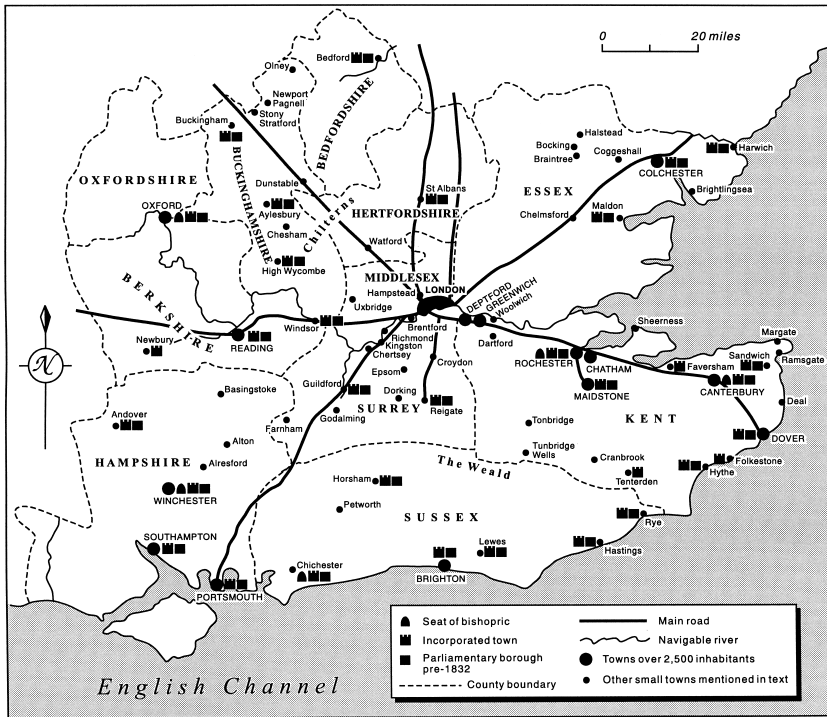 0 20 miles
Bedford
Olney
Newport
Pagnell
Stony
Stratford
Buckingham
BEDFORDSHIRE
BUCKINGHAMSHIRE
OXFORDSHIRE
OXFORD
Dunstable
Aylesbury
Chesham
Chilterns
High Wycombe
St Albans
HERTFORDSHIRE
Watford
Halstead
Bocking
Braintree
Coggeshall
COLCHESTER
Harwich
Brightlingsea
ESSEX
Chelmsford
Maldon
MIDDLESEX
Hampstead
LONDON
Uxbridge
DEPTFORD
GREENWICH
Woolwich
BERKSHIRE
Newbury
READING
Windsor
Brentford
Richmond
Kingston
Chertsey
Epsom
Croydon
Dartford
Sheerness
Margate
Ramsgate
Sandwich
Faversham
CANTERBURY
ROCHESTER
CHATHAM
MAIDSTONE
Deal
KENT
DOVER
Folkestone
Hythe
Basingstoke
Guildford
Dorking
SURREY
Reigate
Godalming
Farnham
Andover
Alton
Alresford
HAMPSHIRE
WINCHESTER
SOUTHAMPTON
PORTSMOUTH
Tonbridge
Tunbridge
Wells
Cranbrook
Tenterden
The Weald
Horsham
Petworth
SUSSEX
Rye
Hastings
Lewes
Chichester
BRIGHTON
N
English Channel
Seat of bishopric
Incorporated town
Parliamentary borough
pre-1832
County boundary
Main road
Navigable river
Towns over 2,500 inhabitants
Other small towns mentioned in text